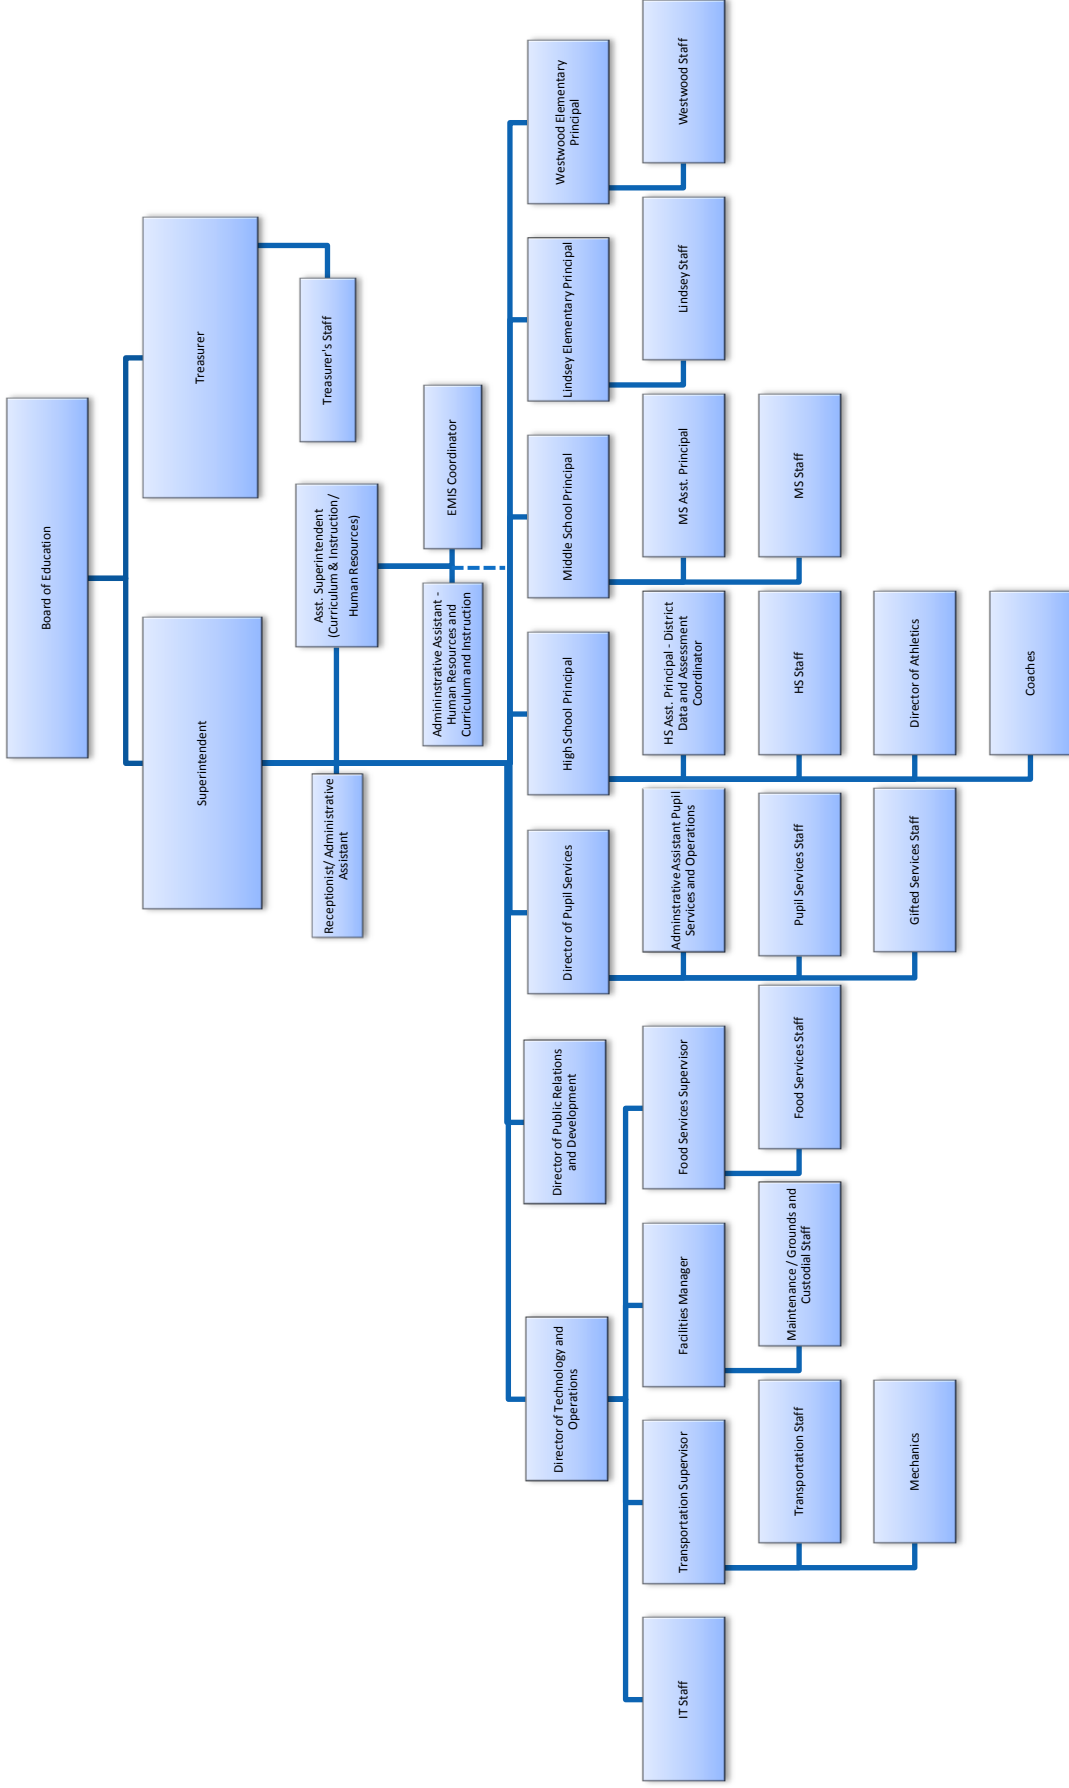 Board of Education
Superintendent
Treasurer
Receptionist/ Administrative
Assistant
Asst. Superintendent
(Curriculum & Instruction/
Human Resources)
Treasurer's Staff
Admininstrative Assistant -
Human Resources and
Curriculum and Instruction
EMIS Coordinator
Director of Technology and
Operations
Director of Public Relations
and Development
Director of Pupil Services
High School Principal
Middle School Principal
Lindsey Elementary Principal
Westwood Elementary
Principal
IT Staff
Transportation Supervisor
Facilities Manager
Food Services Supervisor
Adminstrative Assistant Pupil
Services and Operations
HS Asst. Principal - District
Data and Assessment
Coordinator
MS Asst. Principal
Lindsey Staff
Westwood Staff
Transportation Staff
Maintenance / Grounds and
Custodial Staff
Food Services Staff
Pupil Services Staff
HS Staff
MS Staff
Mechanics
Gifted Services Staff
Director of Athletics
Coaches